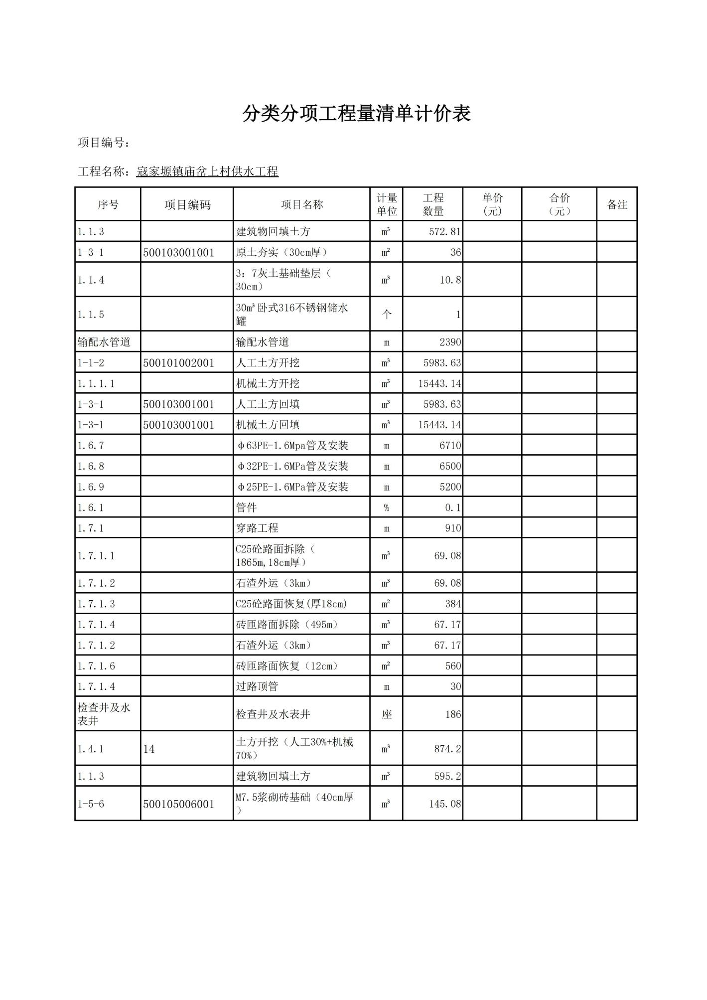 分类分项工程量清单计价表
项目编号：
工程名称：寇家塬镇庙岔上村供水工程
序号 项目编码 项目名称 计量单位 工程数量 单价(元) 合价（元） 备注
1.1.3 建筑物回填土方 m³ 572.81
1-3-1 500103001001 原土夯实（30cm厚） m² 36
1.1.4 3：7灰土基础垫层（30cm） m³ 10.8
1.1.5 30m³卧式316不锈钢储水罐 个 1
输配水管道 输配水管道 m 2390
1-1-2 500101002001 人工土方开挖 m³ 5983.63
1.1.1.1 机械土方开挖 m³ 15443.14
1-3-1 500103001001 人工土方回填 m³ 5983.63
1-3-1 500103001001 机械土方回填 m³ 15443.14
1.6.7 φ63PE-1.6Mpa管及安装 m 6710
1.6.8 φ32PE-1.6MPa管及安装 m 6500
1.6.9 φ25PE-1.6MPa管及安装 m 5200
1.6.1 管件 % 0.1
1.7.1 穿路工程 m 910
1.7.1.1 C25砼路面拆除（1865m,18cm厚） m³ 69.08
1.7.1.2 石渣外运（3km） m³ 69.08
1.7.1.3 C25砼路面恢复(厚18cm) m² 384
1.7.1.4 砖匝路面拆除（495m） m³ 67.17
1.7.1.2 石渣外运（3km） m³ 67.17
1.7.1.6 砖匝路面恢复（12cm） m² 560
1.7.1.4 过路顶管 m 30
检查井及水表井 检查井及水表井 座 186
1.4.1 14 土方开挖（人工30%+机械70%） m³ 874.2
1.1.3 建筑物回填土方 m³ 595.2
1-5-6 500105006001 M7.5浆砌砖基础（40cm厚） m³ 145.08